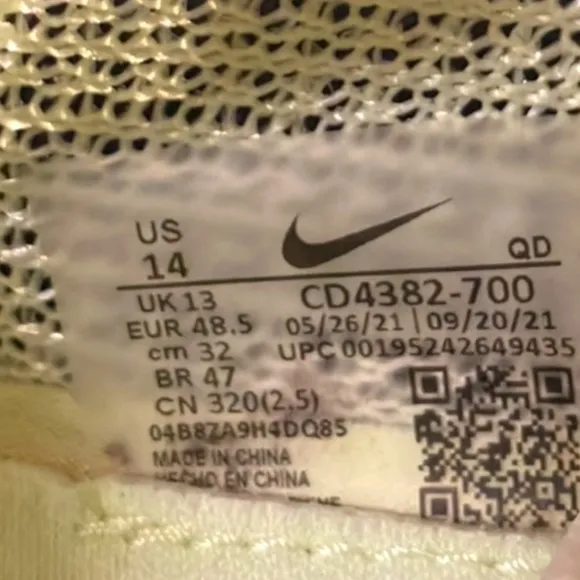 US
14
QD
UK 13
CD4382-700
EUR 48.5
05/26/21 | 09/20/21
cm 32
UPC 00195242649435
BR 47
CN 320(2.5)
04B8ZA9H4DQ85
MADE IN CHINA
HECHO EN CHINA